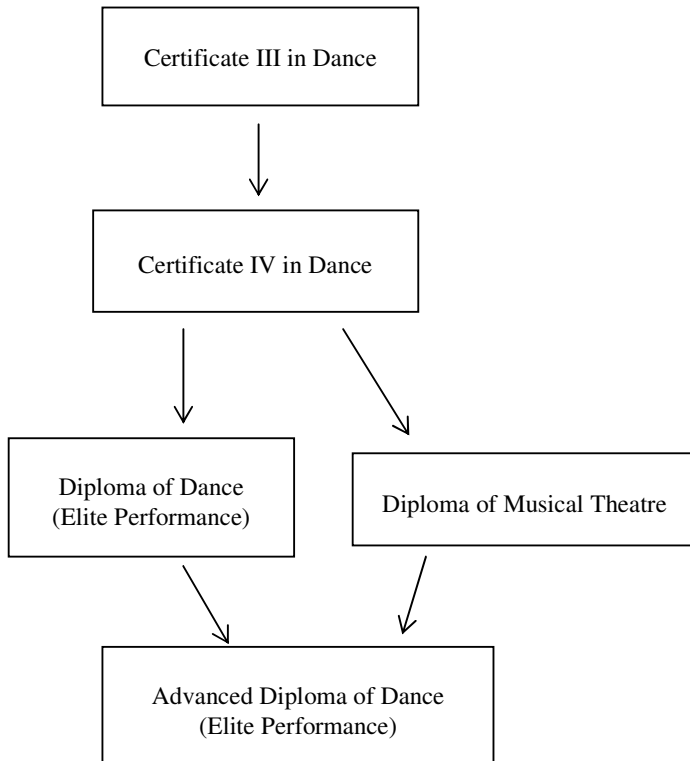 Certificate III in Dance
Certificate IV in Dance
Diploma of Dance
(Elite Performance)
Diploma of Musical Theatre
Advanced Diploma of Dance
(Elite Performance)